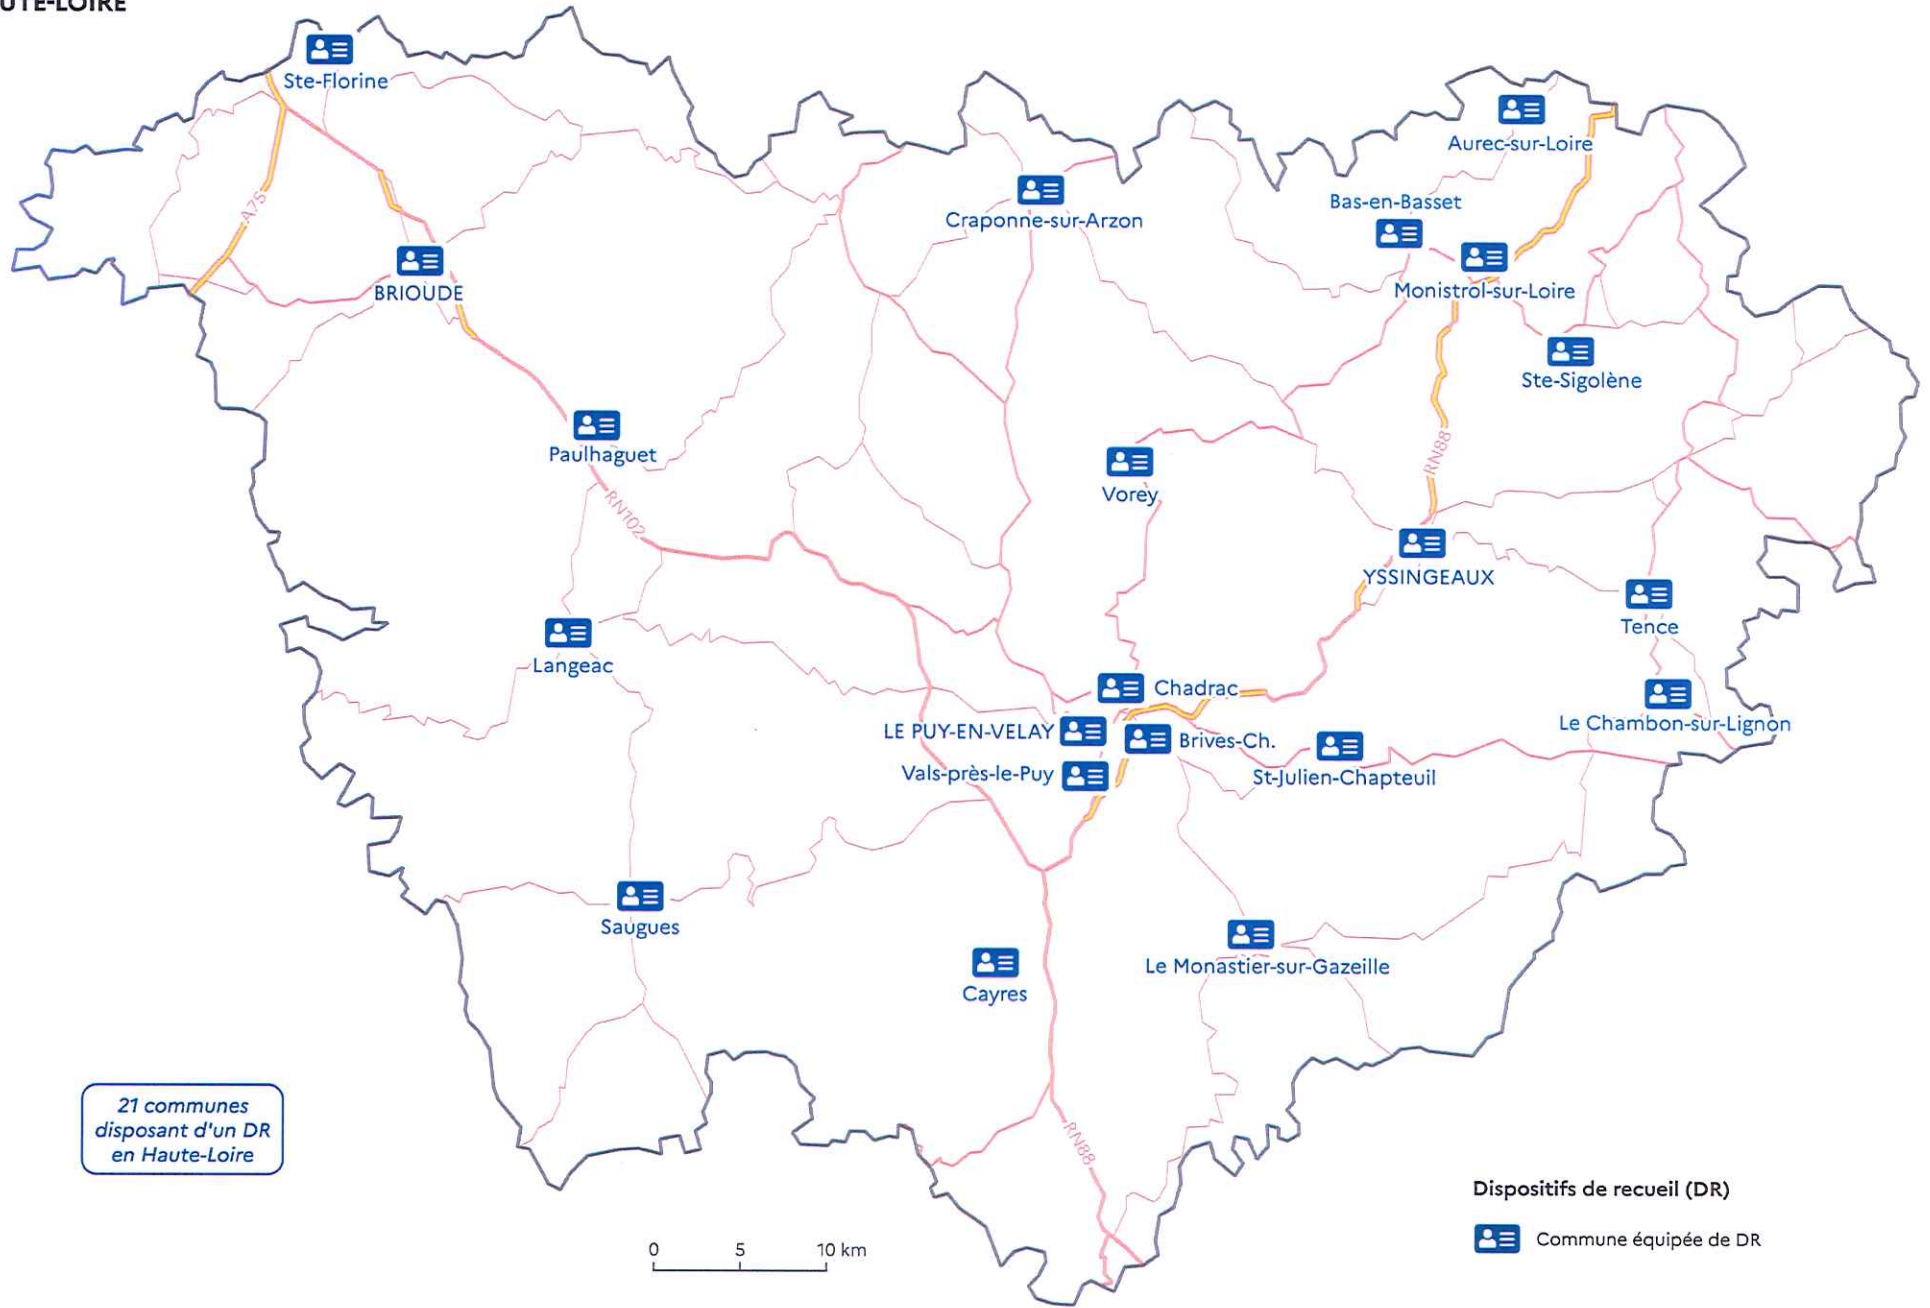 UTE-LOIRE
Ste-Florine
Aurec-sur-Loire
Bas-en-Basset
Craponne-sur-Arzon
A75
BRIOUDE
Monistrol-sur-Loire
Ste-Sigolène
Paulhaguet
RN88
Vorey
RN102
YSSINGEAUX
Tence
Langeac
Chadrac
Le Chambon-sur-Lignon
LE PUY-EN-VELAY
Brives-Ch.
Vals-près-le-Puy
St-Julien-Chapteuil
Saugues
Le Monastier-sur-Gazeille
Cayres
21 communes
disposant d'un DR
en Haute-Loire
RN88
Dispositifs de recueil (DR)
Commune équipée de DR
0 5 10 km